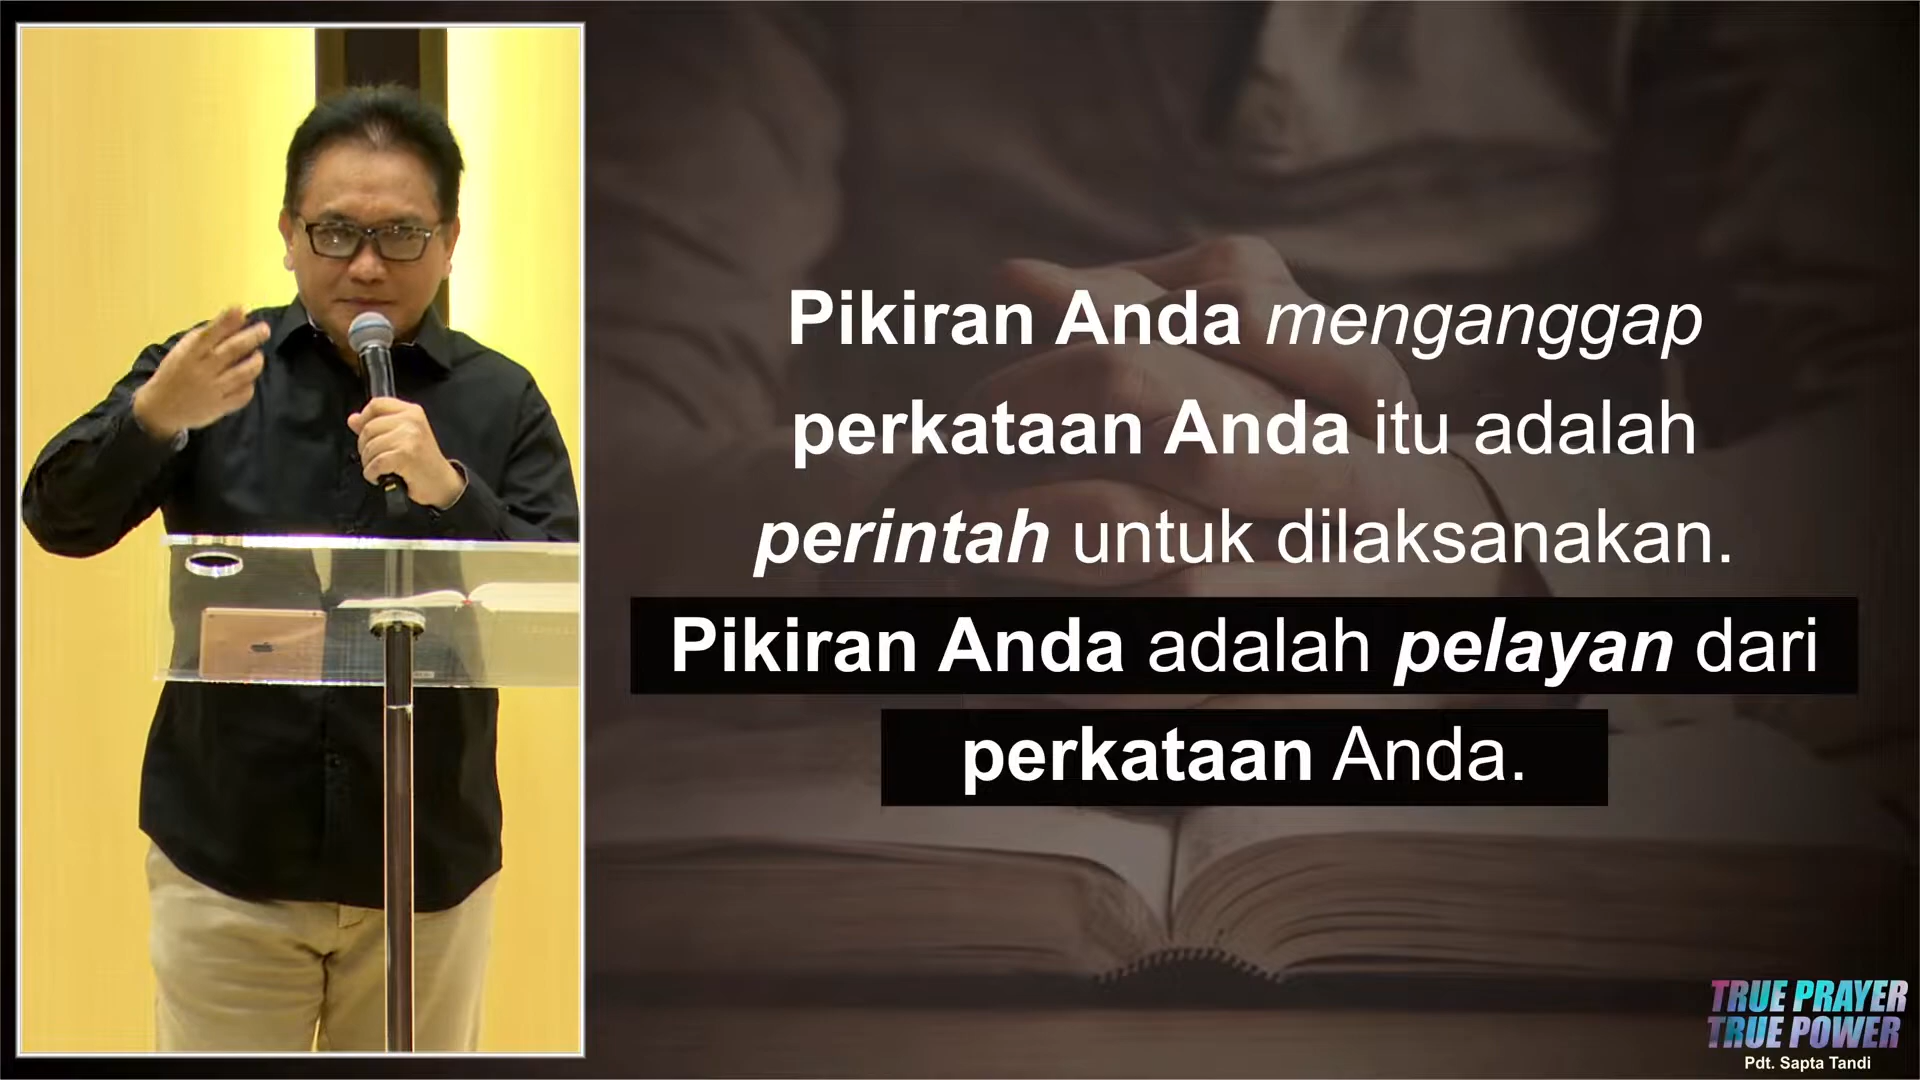 Pikiran Anda menganggap
perkataan Anda itu adalah
perintah untuk dilaksanakan.
Pikiran Anda adalah pelayan dari
perkataan Anda.
TRUE PRAYER
TRUE POWER
Pdt. Sapta Tandi